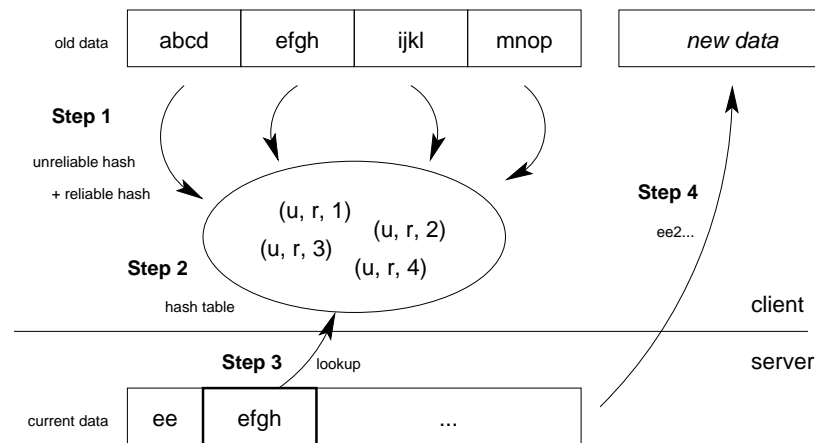 old data abcd efgh ijkl mnop new data
Step 1
unreliable hash
+ reliable hash
Step 4
(u, r, 1)
(u, r, 2)
ee2...
(u, r, 3)
(u, r, 4)
Step 2
hash table
client
Step 3 lookup
server
current data ee efgh ...